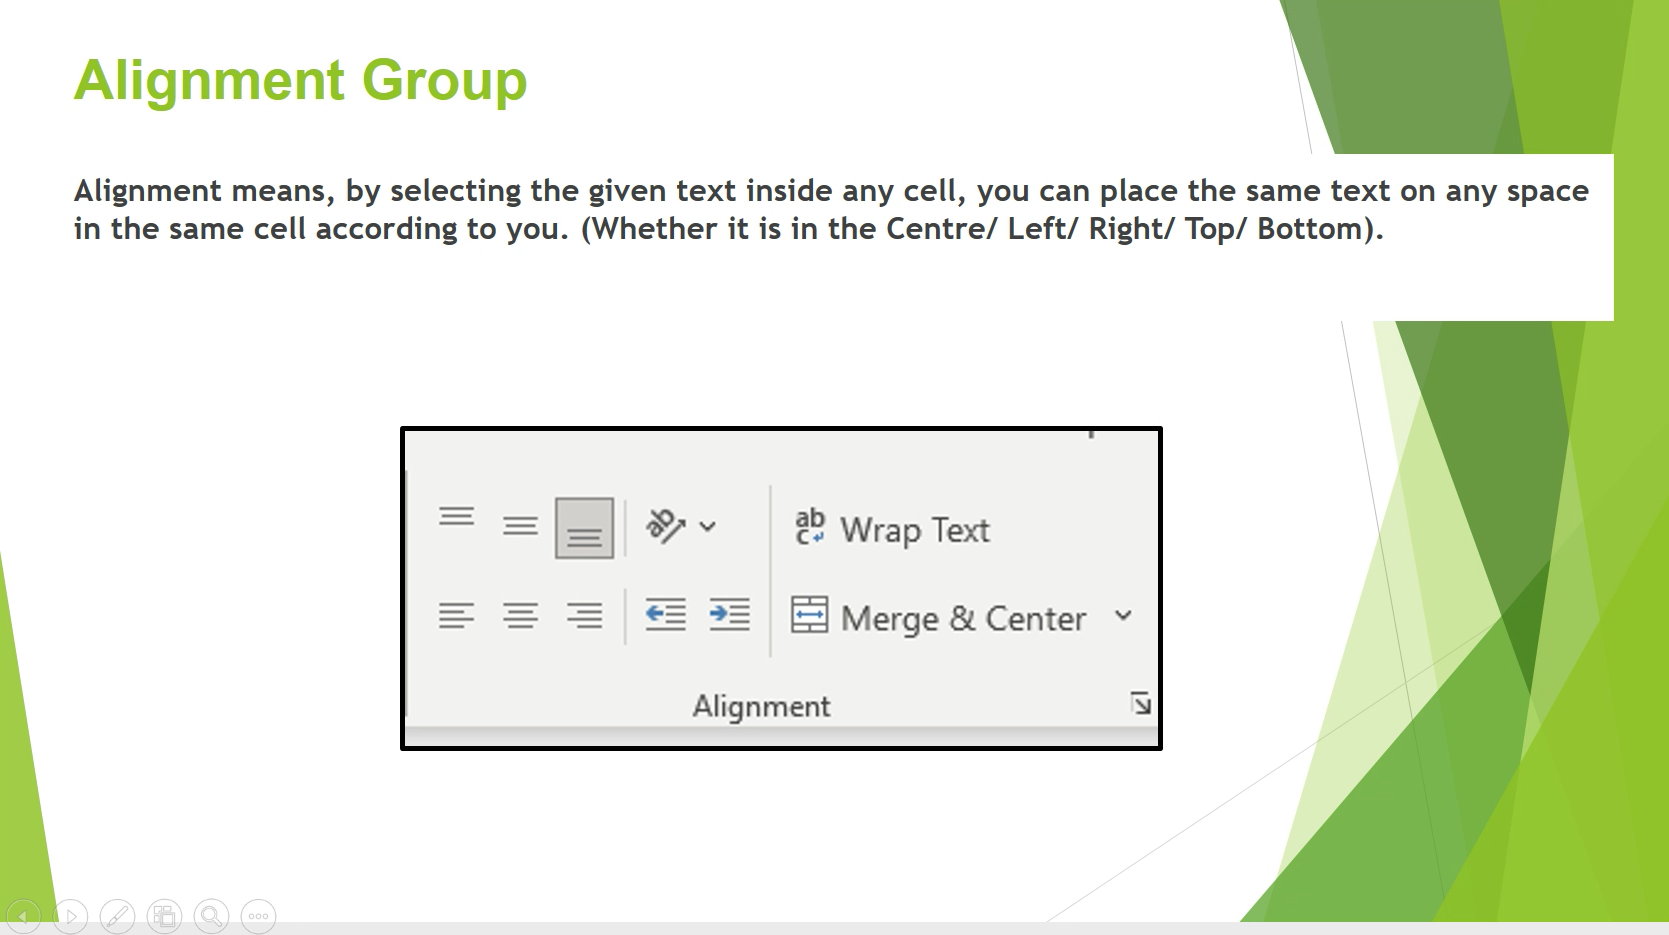 Alignment Group
Alignment means, by selecting the given text inside any cell, you can place the same text on any space
in the same cell according to you. (Whether it is in the Centre/ Left/ Right/ Top/ Bottom).
ab
ab
c
Wrap Text
Merge & Center
Alignment